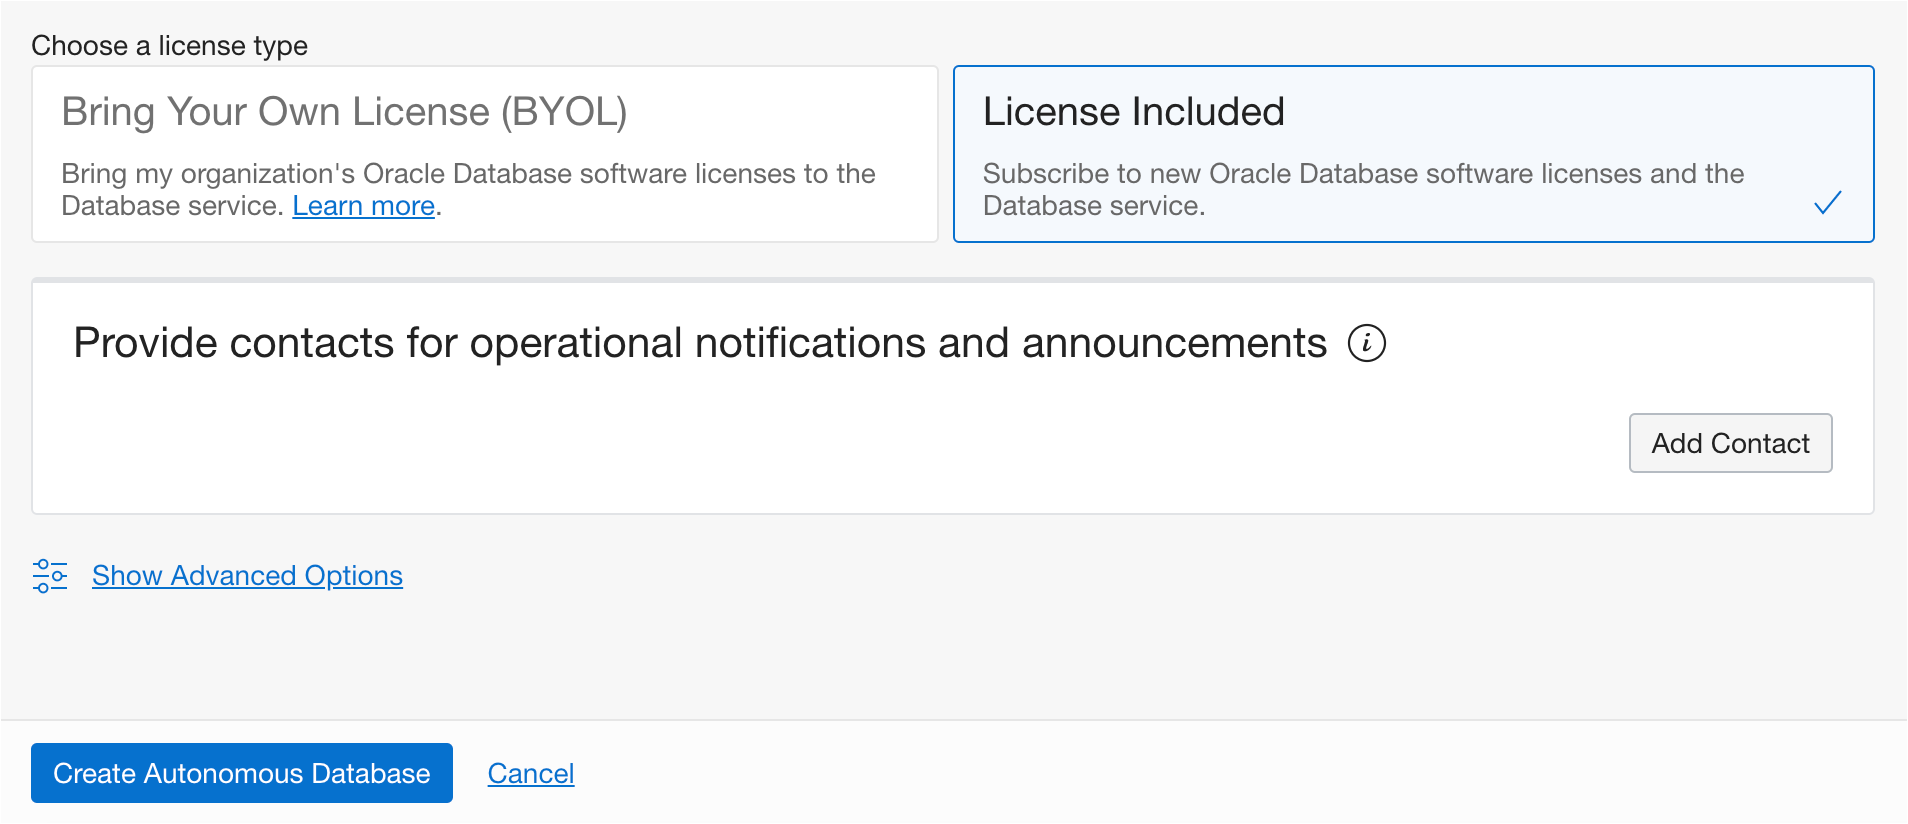 Choose a license type
Bring Your Own License (BYOL)
Bring my organization's Oracle Database software licenses to the
Database service. Learn more.
License Included
Subscribe to new Oracle Database software licenses and the
Database service.
Provide contacts for operational notifications and announcements
Add Contact
Show Advanced Options
Create Autonomous Database
Cancel